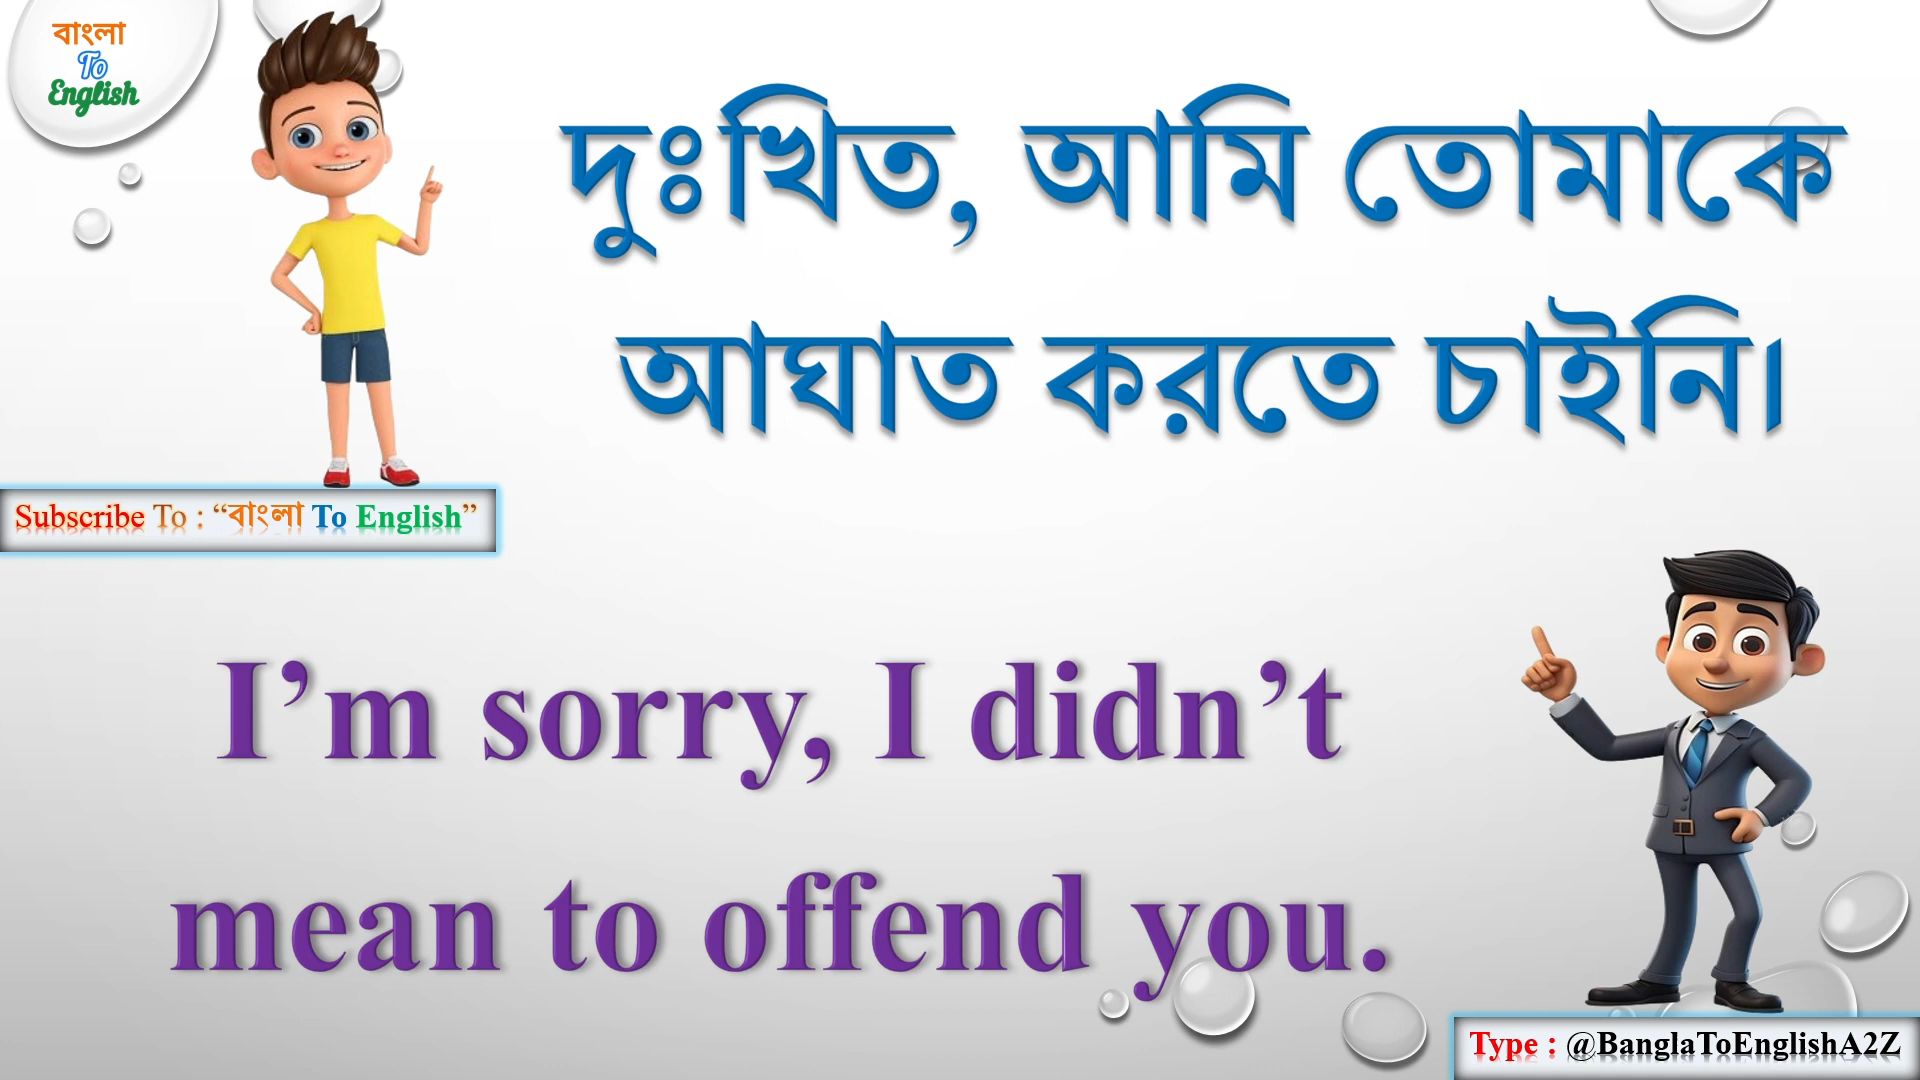 বাংলা
To
English
দুঃখিত, আমি তোমাকে
আঘাত করতে চাইনি।
Subscribe To : “বাংলা To English”
I’m sorry, I didn’t
mean to offend you.
Type : @BanglaToEnglishA2Z